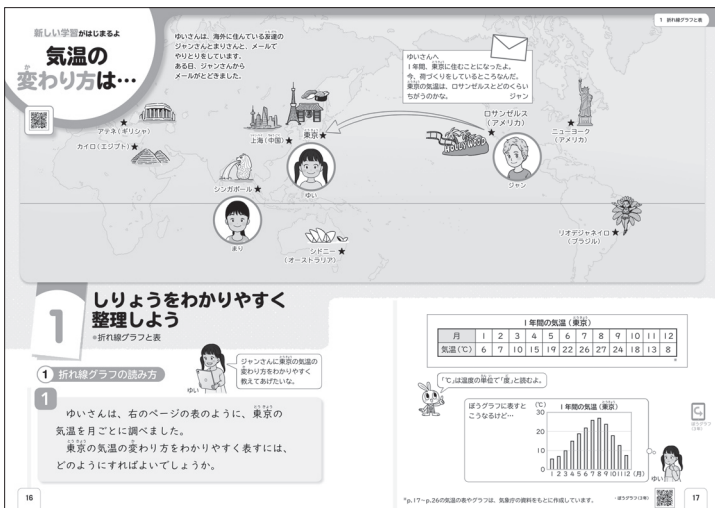 新しい学習がはじまるよ
気温の
変わり方は…
か
ゆいさんは、海外に住んでいる友達の
ジャンさんとまりさんと、メールで
やりとりをしています。
ある日、ジャンさんから
メールがとどきました。
1 折れ線グラフと表
ゆいさんへ
1年間、東京に住むことになったよ。
今、荷づくりをしているところなんだ。
東京の気温は、ロサンゼルスとどのくらい
ちがうのかな。 ジャン
アテネ(ギリシャ)
カイロ(エジプト)
上海(中国)
東京
ゆい
シンガポール
まり
シドニー
(オーストラリア)
HOLLYWOOD
ロサンゼルス
(アメリカ)
ジャン
ニューヨーク
(アメリカ)
リオデジャネイロ
(ブラジル)
1
しりょうをわかりやすく
整理しよう
*折れ線グラフと表
1 折れ線グラフの読み方
ジャンさんに東京の気温の
変わり方をわかりやすく
教えてあげたいな。
ゆい
1
ゆいさんは、右のページの表のように、東京の
気温を月ごとに調べました。
東京の気温の変わり方をわかりやすく表すには、
どのようにすればよいでしょうか。
16
1年間の気温(東京)
月 1 2 3 4 5 6 7 8 9 10 11 12
気温(℃) 6 7 10 15 19 22 26 27 24 18 13 8
*
「℃」は温度の単位で「度」と読むよ。
ぼうグラフに表すと
こうなるけど…
(℃) 1年間の気温(東京)
30
20
10
0
1 2 3 4 5 6 7 8 9 10 11 12 (月)
ゆい
ぼうグラフ
(3年)
*p.17~p.26の気温の表やグラフは、気象庁の資料をもとに作成しています。
・ぼうグラフ(3年)
17